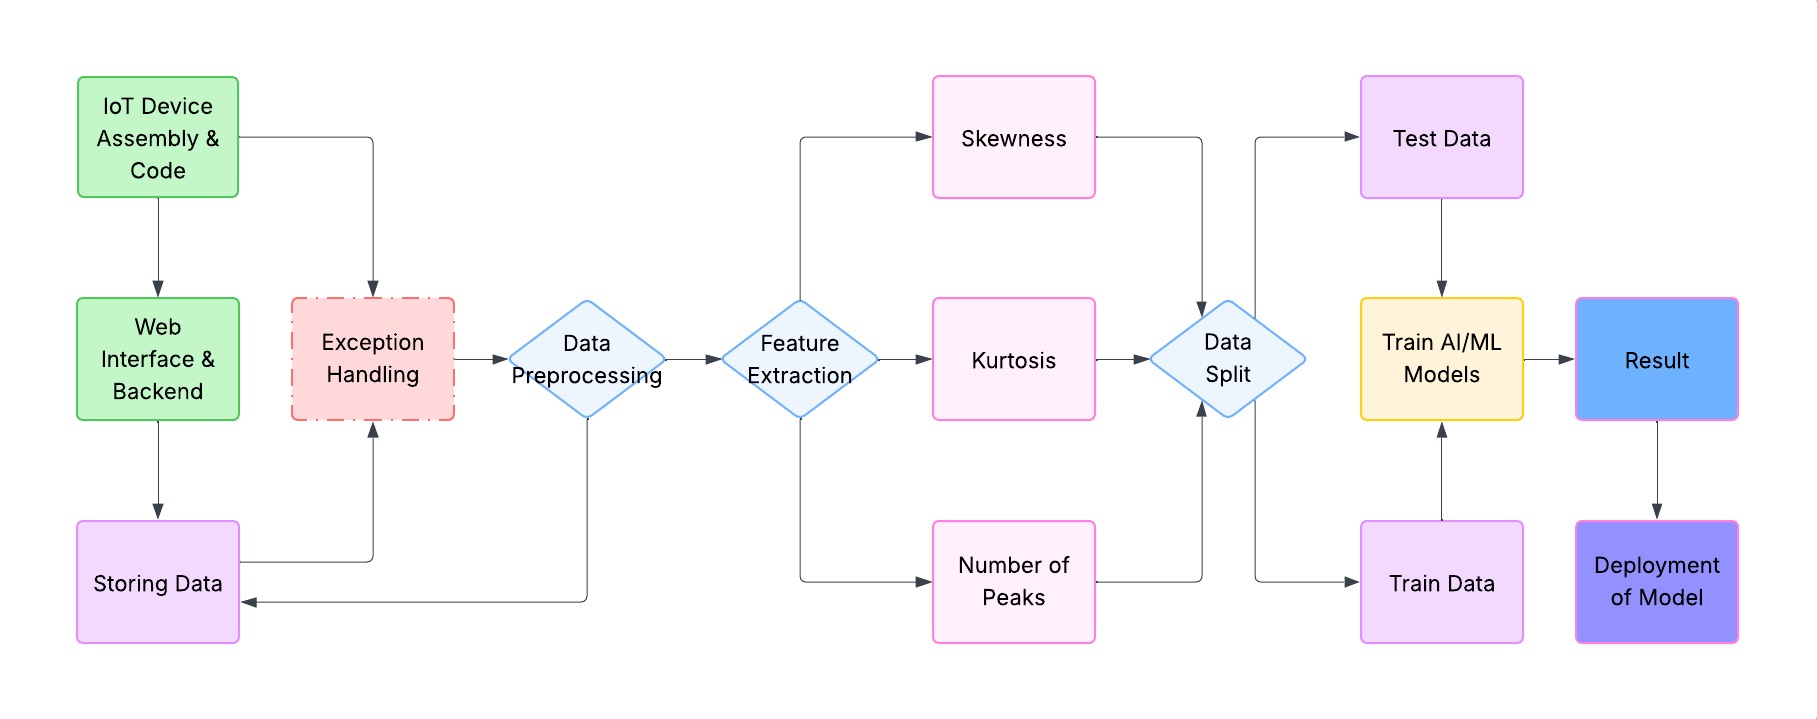 IoT Device
Assembly &
Code
Web
Interface &
Backend
Storing Data
Exception
Handling
Data
Preprocessing
Feature
Extraction
Skewness
Kurtosis
Number of
Peaks
Data
Split
Test Data
Train AI/ML
Models
Train Data
Result
Deployment
of Model